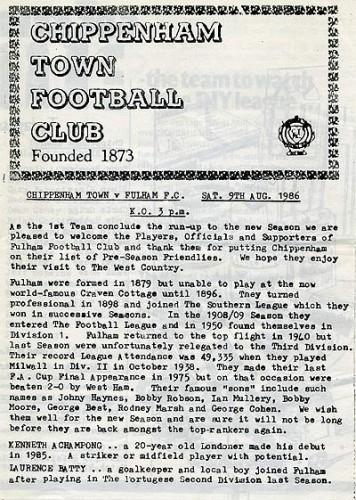 CHIPPENHAM
TOWN
FOOTBALL
CLUB
Founded 1873
CHIPPENHAM TOWN v FULHAM F.C. SAT. 9TH AUG. 1986
K.O. 3 p.m.
As the 1st Team conclude the run-up to the new Season we are
pleased to welcome the Players, Officials and Supporters of
Fulham Football Club and thank them for putting Chippenham
on their list of Pre-Season Friendlies. We hope they enjoy
their visit to The West Country.
Fulham were formed in 1879 but unable to play at the now
world-famous Craven Cottage until 1896. They turned
professional in 1898 and joined The Southern League which they
won in successive Seasons. In the 1908/09 Season they
entered The Football League and in 1950 found themselves in
Division 1. Fulham returned to the top flight in 1940 but
last Season were unfortunately relegated to the Third Division.
Their record League Attendance was 49,335 when they played
Milwall in Div. II in October 1938. They made their last
F.A. Cup Final Appearance in 1975 but on that occasion were
beaten 2-0 by West Ham. Their famous "sons" include such
names as Johny Haynes, Bobby Robson, Ian Mullery, Bobby
Moore, George Best, Rodney Marsh and George Cohen. We wish
them well for the new Season and are sure it will not be long
before they are back amongst the top-rankers again.
KENNETH ACHAMPONG .. a 20-year old Londoner made his debut
in 1985. A striker or midfield player with potential.
LAURENCE BATTY .. a goalkeeper and local boy joined Fulham
after playing in The Portugese Second Division last Season.